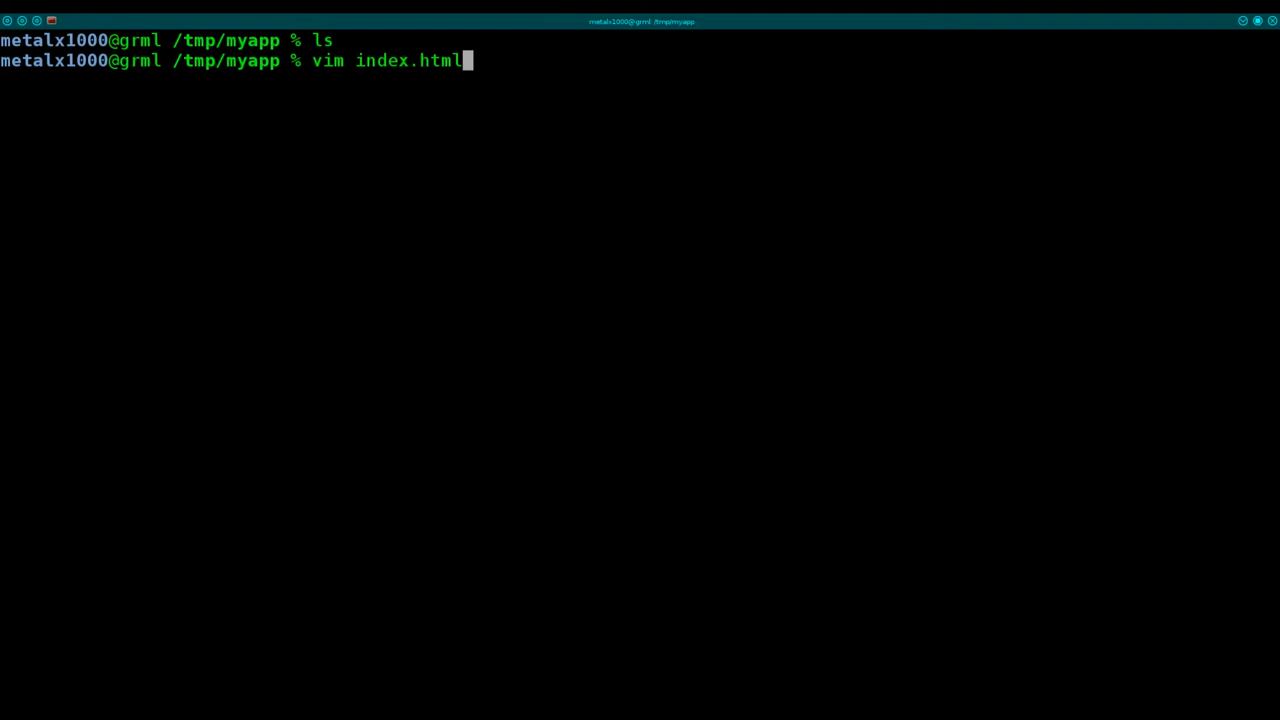 metalx1000@grml /tmp/myapp
metalx1000@grml /tmp/myapp % ls
metalx1000@grml /tmp/myapp % vim index.html